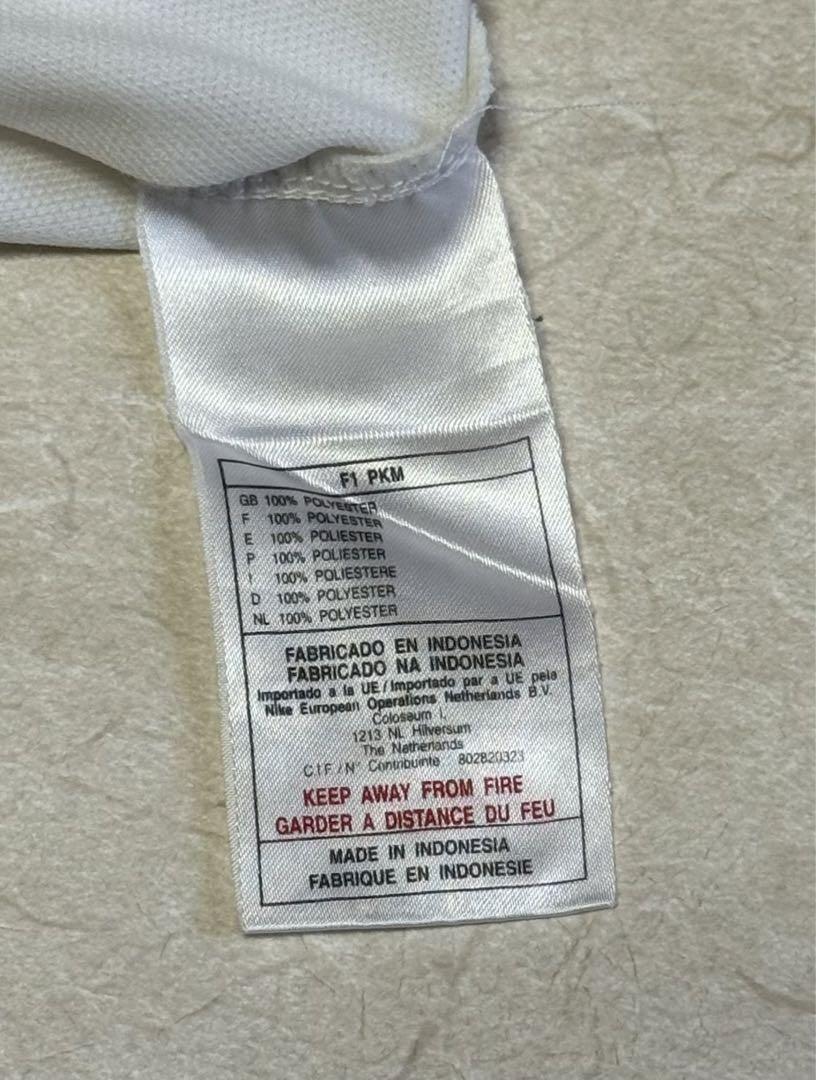 F1 PKM
GB 100% POLYESTER
F 100% POLYESTER
E 100% POLIESTER
P 100% POLIESTER
I 100% POLIESTERE
D 100% POLYESTER
NL 100% POLYESTER
FABRICADO EN INDONESIA
FABRICADO NA INDONESIA
Importado a la UE / Importado par a UE pela
Nike European Operations Netherlands B.V.
Coloseum I,
1213 NL Hilversum
The Netherlands
C.I.F / N° Contribuinte 802820323
KEEP AWAY FROM FIRE
GARDER A DISTANCE DU FEU
MADE IN INDONESIA
FABRIQUE EN INDONESIE